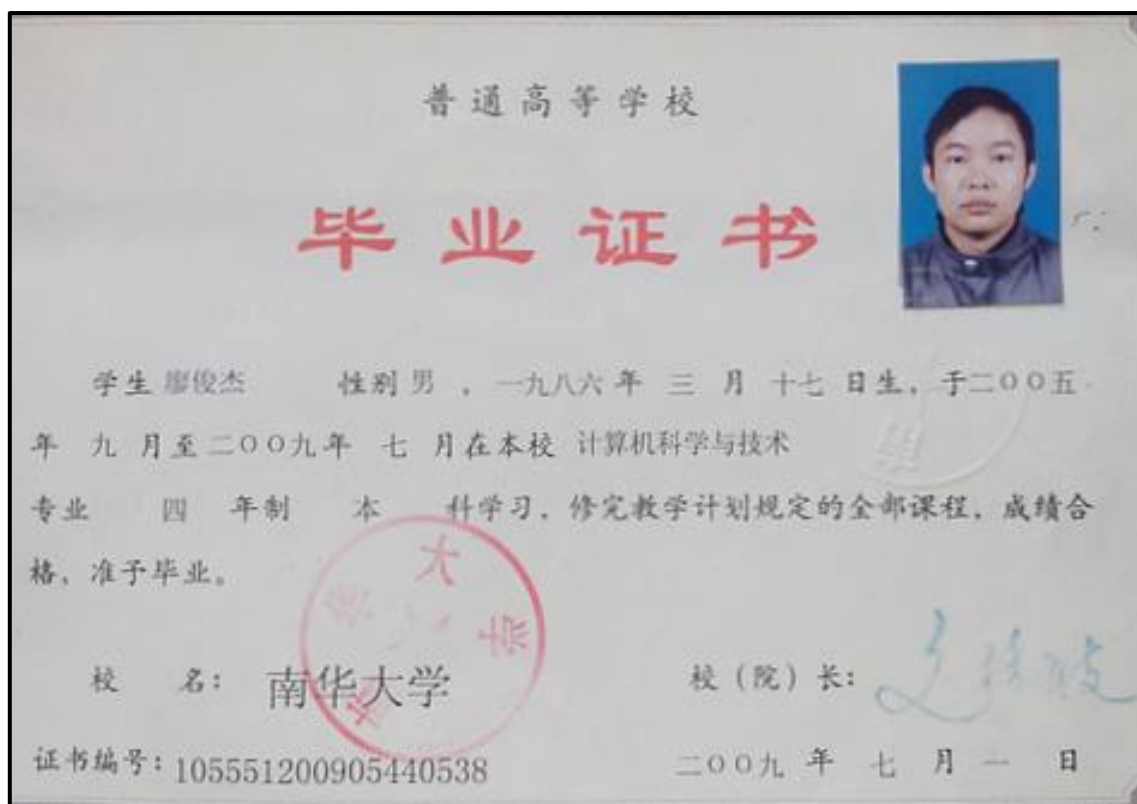 普通高等学校
毕业证书
学生 廖俊杰 性别 男 ，一九八六 年 三 月 十七 日生，于二〇〇五
年 九 月至二〇〇九年 七 月在本校 计算机科学与技术
专业 四 年制 本 科学习，修完教学计划规定的全部课程，成绩合
格，准予毕业。
大
学
校 名： 南华大学 校（院）长：
证书编号：105551200905440538 二〇〇九 年 七 月 一 日